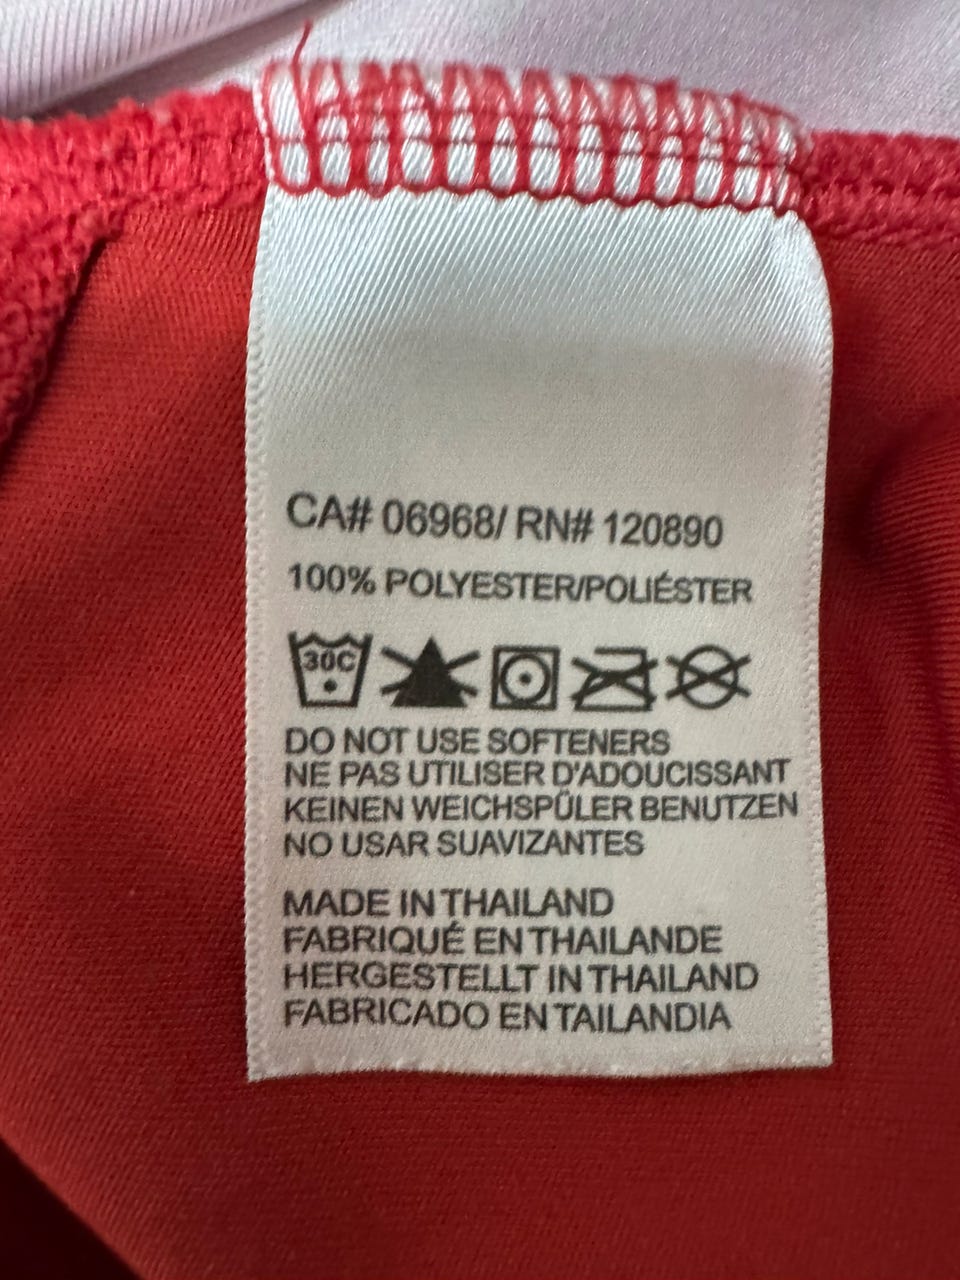 CA# 06968/ RN# 120890
100% POLYESTER/POLIÉSTER
30C
DO NOT USE SOFTENERS
NE PAS UTILISER D'ADOUCISSANT
KEINEN WEICHSPÜLER BENUTZEN
NO USAR SUAVIZANTES
MADE IN THAILAND
FABRIQUÉ EN THAILANDE
HERGESTELLT IN THAILAND
FABRICADO EN TAILANDIA